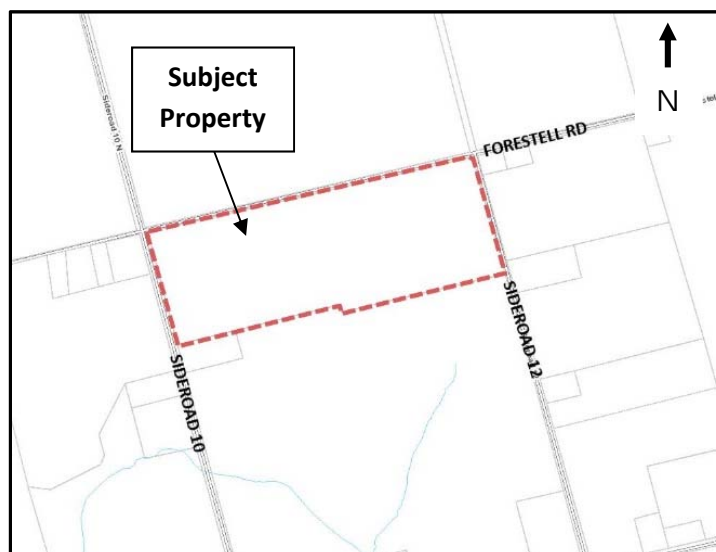 Subject
Property
N
Sideroad 10 N
FORESTELL RD
SIDEROAD 12
SIDEROAD 10